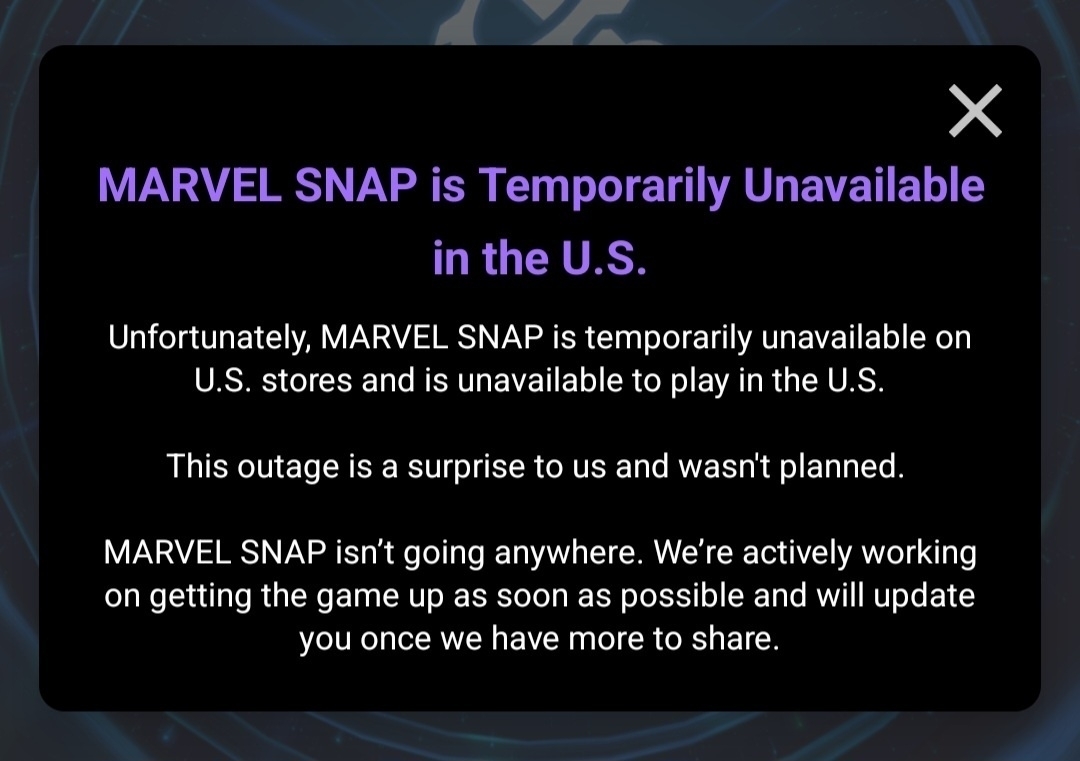 MARVEL SNAP is Temporarily Unavailable
in the U.S.
Unfortunately, MARVEL SNAP is temporarily unavailable on
U.S. stores and is unavailable to play in the U.S.
This outage is a surprise to us and wasn't planned.
MARVEL SNAP isn’t going anywhere. We’re actively working
on getting the game up as soon as possible and will update
you once we have more to share.